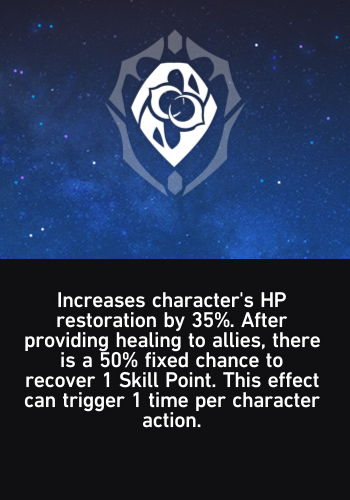 Increases character's HP
restoration by 35%. After
providing healing to allies, there
is a 50% fixed chance to
recover 1 Skill Point. This effect
can trigger 1 time per character
action.